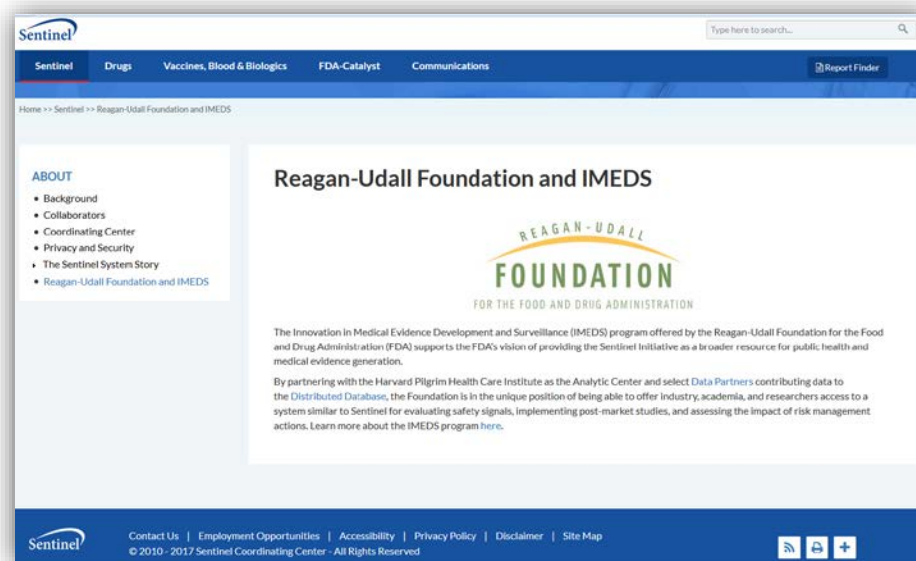 Sentinel
Type here to search...
Sentinel Drugs Vaccines, Blood & Biologics FDA-Catalyst Communications Report Finder
Home >> Sentinel >> Reagan-Udall Foundation and IMEDS
ABOUT
• Background
• Collaborators
• Coordinating Center
• Privacy and Security
▸ The Sentinel System Story
• Reagan-Udall Foundation and IMEDS
Reagan-Udall Foundation and IMEDS
REAGAN-UDALL
FOUNDATION
FOR THE FOOD AND DRUG ADMINISTRATION
The Innovation in Medical Evidence Development and Surveillance (IMEDS) program offered by the Reagan-Udall Foundation for the Food
and Drug Administration (FDA) supports the FDA's vision of providing the Sentinel Initiative as a broader resource for public health and
medical evidence generation.
By partnering with the Harvard Pilgrim Health Care Institute as the Analytic Center and select Data Partners contributing data to
the Distributed Database, the Foundation is in the unique position of being able to offer industry, academia, and researchers access to a
system similar to Sentinel for evaluating safety signals, implementing post-market studies, and assessing the impact of risk management
actions. Learn more about the IMEDS program here.
Sentinel
Contact Us | Employment Opportunities | Accessibility | Privacy Policy | Disclaimer | Site Map
© 2010 - 2017 Sentinel Coordinating Center - All Rights Reserved